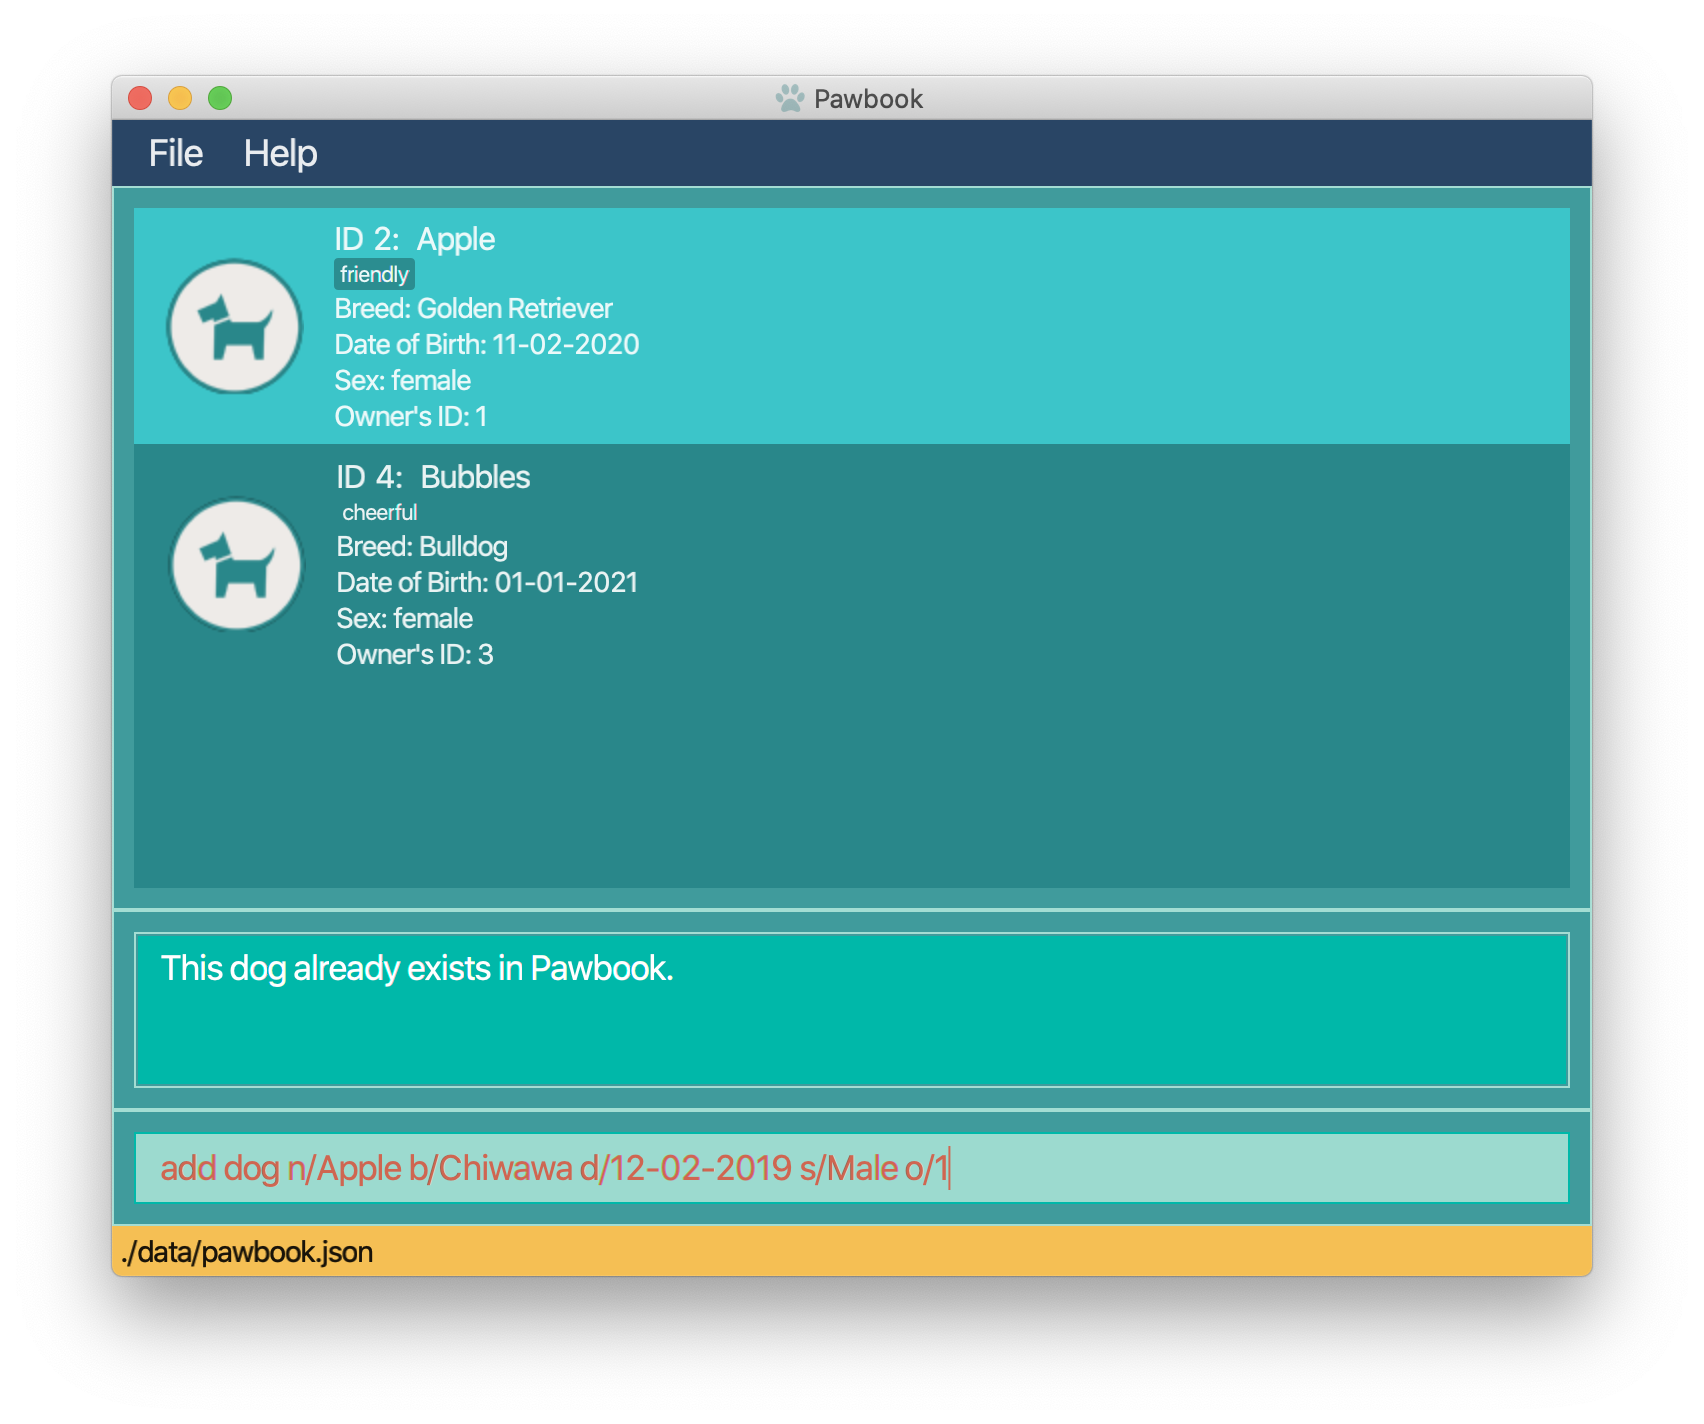 Pawbook
File Help
ID 2: Apple
friendly
Breed: Golden Retriever
Date of Birth: 11-02-2020
Sex: female
Owner's ID: 1
ID 4: Bubbles
cheerful
Breed: Bulldog
Date of Birth: 01-01-2021
Sex: female
Owner's ID: 3
This dog already exists in Pawbook.
add dog n/Apple b/Chiwawa d/12-02-2019 s/Male o/1
./data/pawbook.json